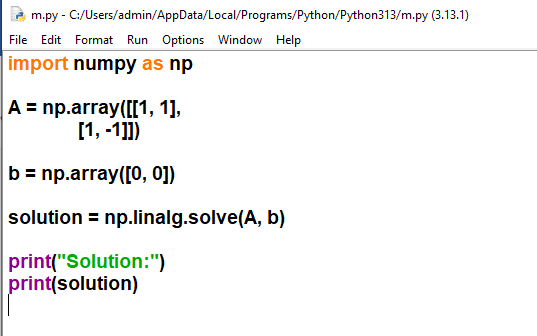 m.py - C:/Users/admin/AppData/Local/Programs/Python/Python313/m.py (3.13.1)
File Edit Format Run Options Window Help
import numpy as np
A = np.array([[1, 1],
[1, -1]])
b = np.array([0, 0])
solution = np.linalg.solve(A, b)
print("Solution:")
print(solution)